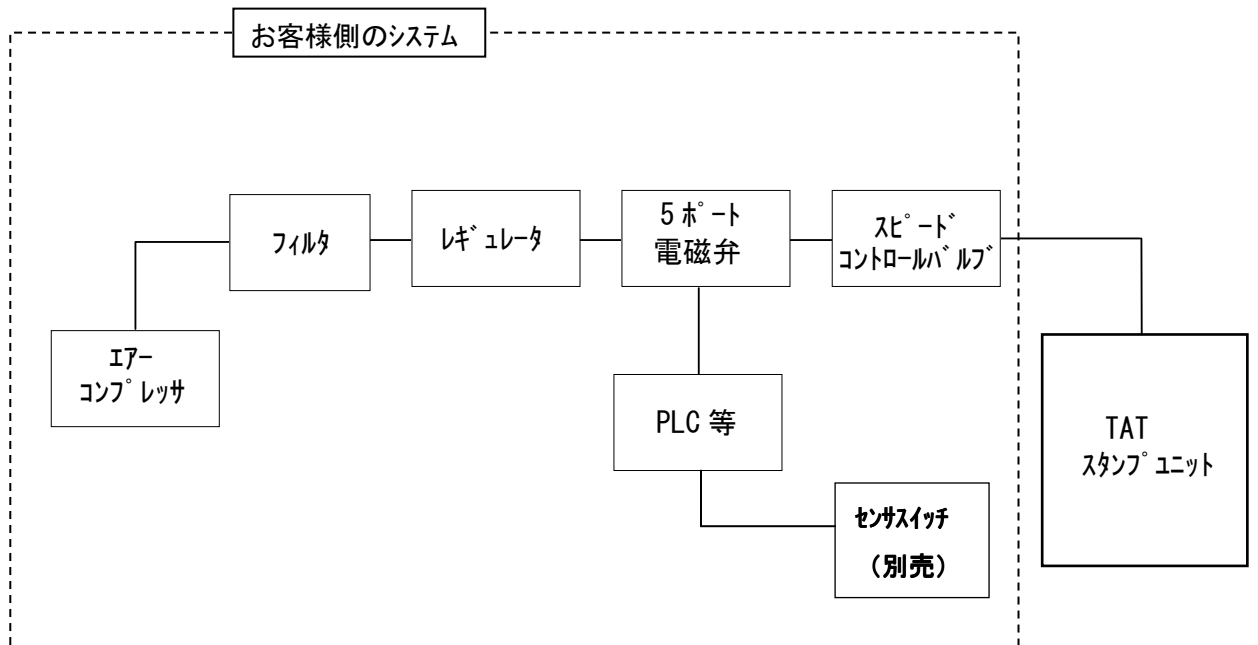 お客様側のシステム
フィルタ
レギュレータ
5ポート
電磁弁
スピード
コントロールバルブ
エアー
コンプレッサ
PLC 等
TAT
スタンプユニット
センサスイッチ
(別売)